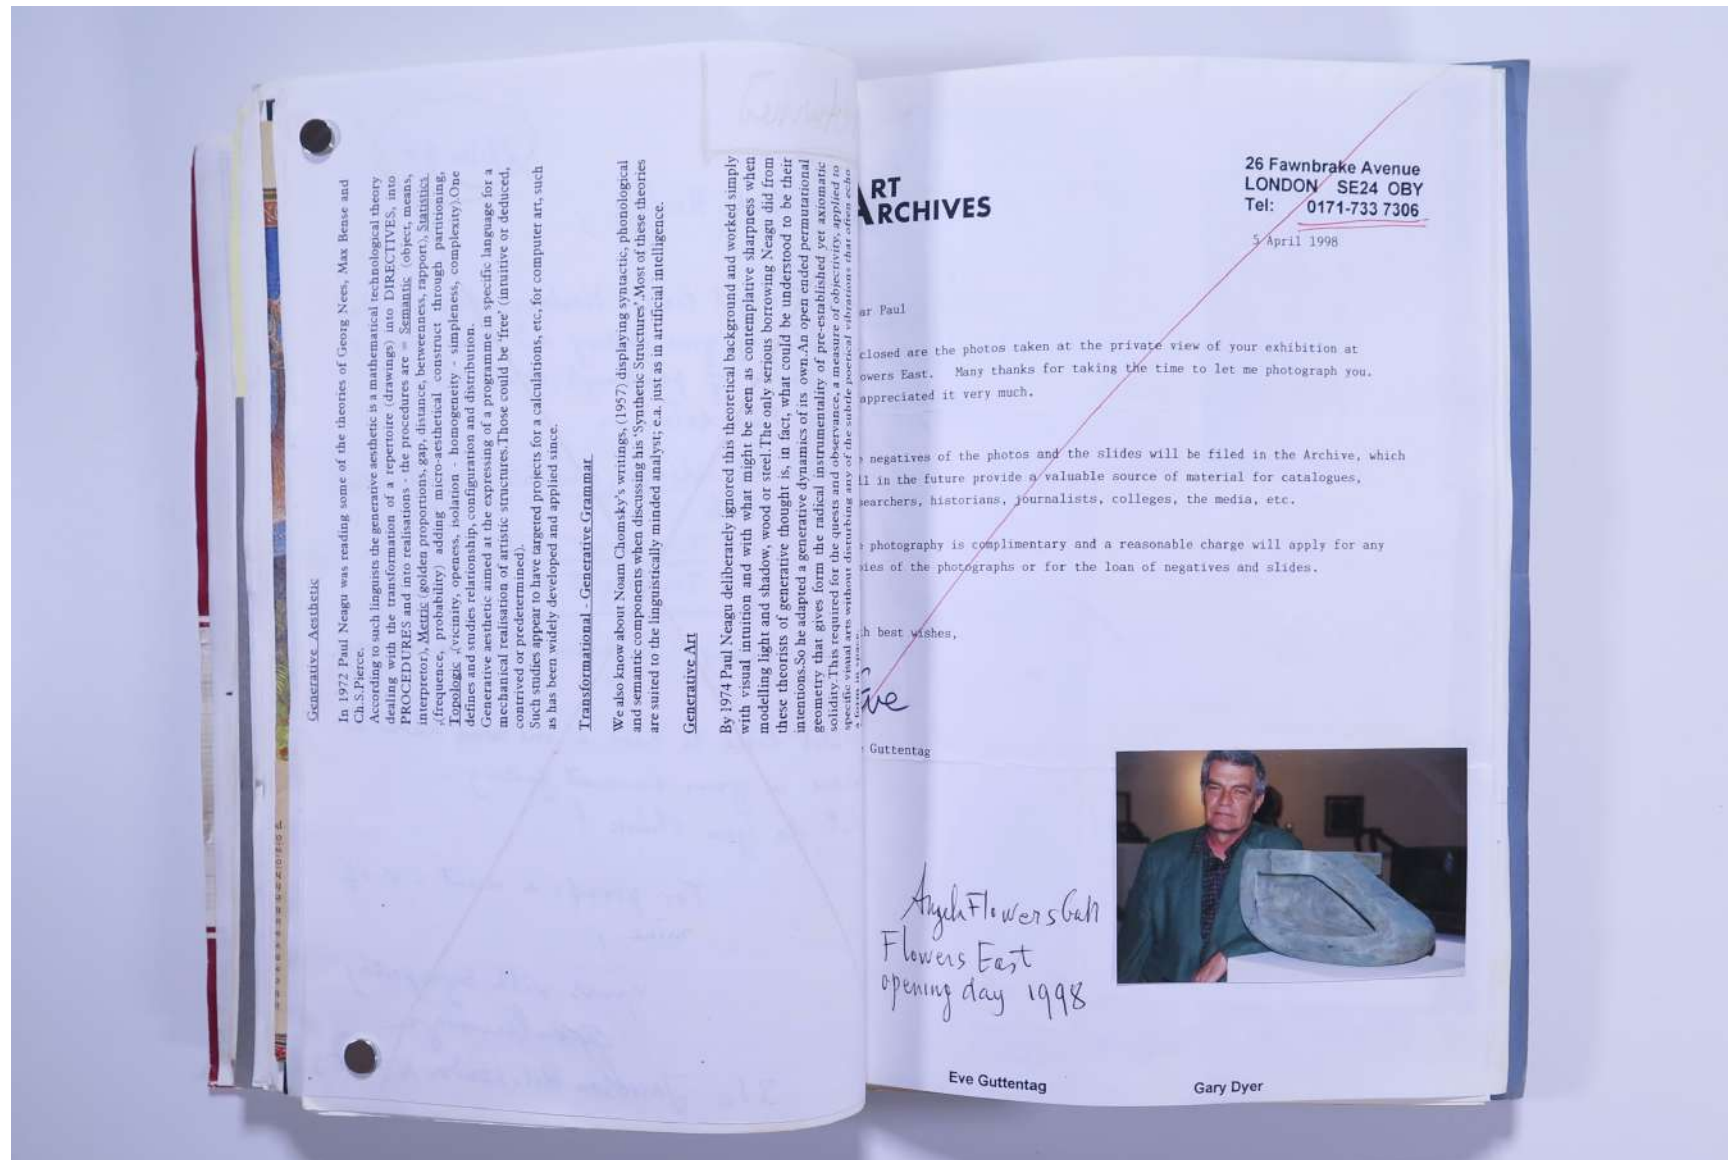 Generative Aesthetic
In 1972 Paul Neagu was reading some of the theories of Georg Nees, Max Bense and
Ch.S.Pierce.
According to such linguists the generative aesthetic is a mathematical technological theory
dealing with the transformation of a repertoire (drawings) into DIRECTIVES, into
PROCEDURES and into realisations - the procedures are = Semantic (object, means,
interpretor), Metric (golden proportions, gap, distance, betweenness, rapport), Statistics
,(frequence, probability) adding micro-aesthetical construct through partitioning,
Topologic ,(vicinity, openess, isolation - homogeneity - simpleness, complexity).One
defines and studies relationship, configuration and distribution.
Generative aesthetic aimed at the expressing of a programme in specific language for a
mechanical realisation of artistic structures.Those could be 'free' (intuitive or deduced,
contrived or predetermined).
Such studies appear to have targeted projects for a calculations, etc, for computer art, such
as has been widely developed and applied since.
Transformational - Generative Grammar
We also know about Noam Chomsky's writings, (1957) displaying syntactic, phonological
and semantic components when discussing his 'Synthetic Structures'.Most of these theories
are suited to the linguistically minded analyst; e.a. just as in artificial intelligence.
Generative Art
By 1974 Paul Neagu deliberately ignored this theoretical background and worked simply
with visual intuition and with what might be seen as contemplative sharpness when
modelling light and shadow, wood or steel.The only serious borrowing Neagu did from
these theorists of generative thought is, in fact, what could be understood to be their
intentions.So he adapted a generative dynamics of its own.An open ended permutational
geometry that gives form the radical instrumentality of pre-established yet axiomatic
solidity.This required for the quests and observance, a measure of objectivity, applied to
specific visual arts without disturbing any of the subtle poetical vibrations that often echo
ART
ARCHIVES
26 Fawnbrake Avenue
LONDON SE24 OBY
Tel: 0171-733 7306
5 April 1998
ar Paul
closed are the photos taken at the private view of your exhibition at
owers East. Many thanks for taking the time to let me photograph you.
appreciated it very much.
negatives of the photos and the slides will be filed in the Archive, which
ll in the future provide a valuable source of material for catalogues,
searchers, historians, journalists, colleges, the media, etc.
photography is complimentary and a reasonable charge will apply for any
pies of the photographs or for the loan of negatives and slides.
h best wishes,
Eve
Guttentag
Angela Flowers Gall
Flowers East
opening day 1998
Eve Guttentag
Gary Dyer